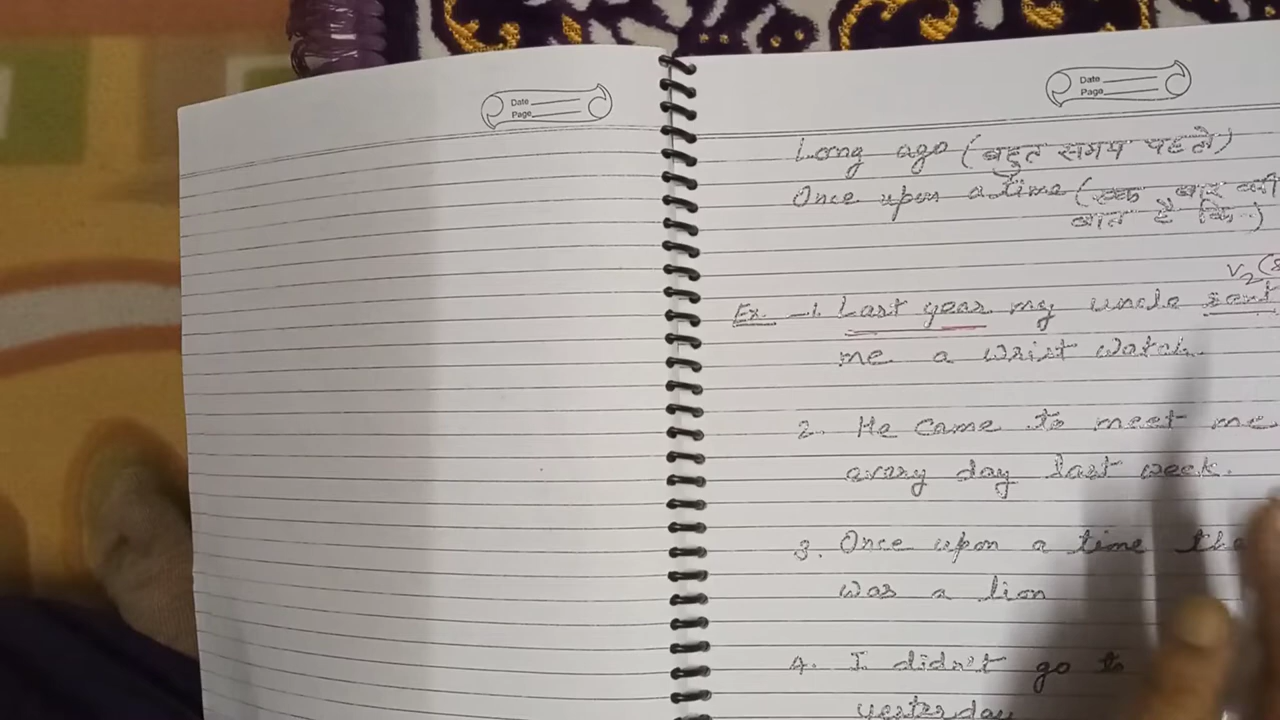 Date
Page
Date
Page
Long ago (बहुत समय पहले)
Once upon a time (एक बार की
बात है कि)
V2 (s
Ex. -1. Last year my uncle sent
me a wrist watch.
2. He came to meet me
every day last week.
3. Once upon a time
was a lion
4. I didn't go to
yesterday